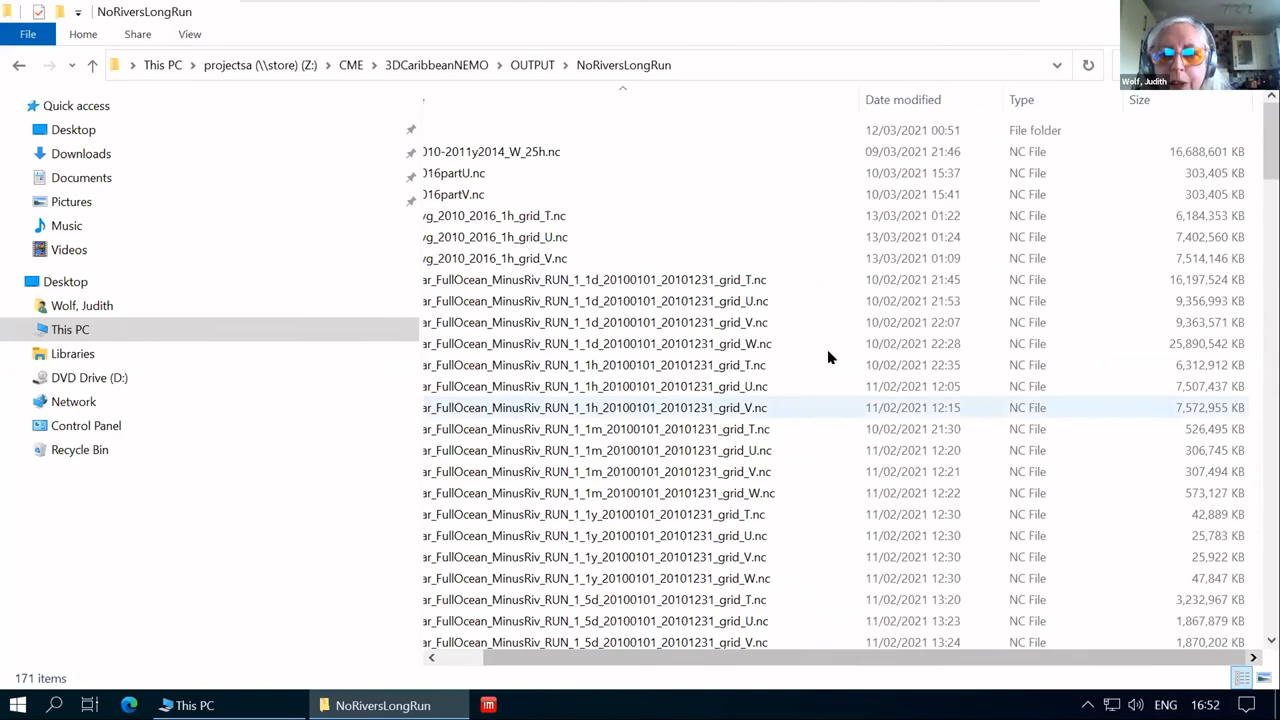 NoRiversLongRun
File Home Share View
This PC projectsa (\\store) (Z:) CME 3DCaribbeanNEMO OUTPUT NoRiversLongRun
Wolf, Judith
Date modified Type Size
Quick access
Desktop
Downloads
Documents
Pictures
Music
Videos
Desktop
Wolf, Judith
This PC
Libraries
DVD Drive (D:)
Network
Control Panel
Recycle Bin
12/03/2021 00:51 File folder
010-2011y2014_W_25h.nc 09/03/2021 21:46 NC File 16,688,601 KB
016partU.nc 10/03/2021 15:37 NC File 303,405 KB
016partV.nc 10/03/2021 15:41 NC File 303,405 KB
vg_2010_2016_1h_grid_T.nc 13/03/2021 01:22 NC File 6,184,353 KB
vg_2010_2016_1h_grid_U.nc 13/03/2021 01:24 NC File 7,402,560 KB
vg_2010_2016_1h_grid_V.nc 13/03/2021 01:09 NC File 7,514,146 KB
ar_FullOcean_MinusRiv_RUN_1_1d_20100101_20101231_grid_T.nc 10/02/2021 21:45 NC File 16,197,524 KB
ar_FullOcean_MinusRiv_RUN_1_1d_20100101_20101231_grid_U.nc 10/02/2021 21:53 NC File 9,356,993 KB
ar_FullOcean_MinusRiv_RUN_1_1d_20100101_20101231_grid_V.nc 10/02/2021 22:07 NC File 9,363,571 KB
ar_FullOcean_MinusRiv_RUN_1_1d_20100101_20101231_grid_W.nc 10/02/2021 22:28 NC File 25,890,542 KB
ar_FullOcean_MinusRiv_RUN_1_1h_20100101_20101231_grid_T.nc 10/02/2021 22:35 NC File 6,312,912 KB
ar_FullOcean_MinusRiv_RUN_1_1h_20100101_20101231_grid_U.nc 11/02/2021 12:05 NC File 7,507,437 KB
ar_FullOcean_MinusRiv_RUN_1_1h_20100101_20101231_grid_V.nc 11/02/2021 12:15 NC File 7,572,955 KB
ar_FullOcean_MinusRiv_RUN_1_1m_20100101_20101231_grid_T.nc 10/02/2021 21:30 NC File 526,495 KB
ar_FullOcean_MinusRiv_RUN_1_1m_20100101_20101231_grid_U.nc 11/02/2021 12:20 NC File 306,745 KB
ar_FullOcean_MinusRiv_RUN_1_1m_20100101_20101231_grid_V.nc 11/02/2021 12:21 NC File 307,494 KB
ar_FullOcean_MinusRiv_RUN_1_1m_20100101_20101231_grid_W.nc 11/02/2021 12:22 NC File 573,127 KB
ar_FullOcean_MinusRiv_RUN_1_1y_20100101_20101231_grid_T.nc 11/02/2021 12:30 NC File 42,889 KB
ar_FullOcean_MinusRiv_RUN_1_1y_20100101_20101231_grid_U.nc 11/02/2021 12:30 NC File 25,783 KB
ar_FullOcean_MinusRiv_RUN_1_1y_20100101_20101231_grid_V.nc 11/02/2021 12:30 NC File 25,922 KB
ar_FullOcean_MinusRiv_RUN_1_1y_20100101_20101231_grid_W.nc 11/02/2021 12:30 NC File 47,847 KB
ar_FullOcean_MinusRiv_RUN_1_5d_20100101_20101231_grid_T.nc 11/02/2021 13:20 NC File 3,232,967 KB
ar_FullOcean_MinusRiv_RUN_1_5d_20100101_20101231_grid_U.nc 11/02/2021 13:23 NC File 1,867,879 KB
ar_FullOcean_MinusRiv_RUN_1_5d_20100101_20101231_grid_V.nc 11/02/2021 13:24 NC File 1,870,202 KB
171 items
This PC NoRiversLongRun im ENG 16:52